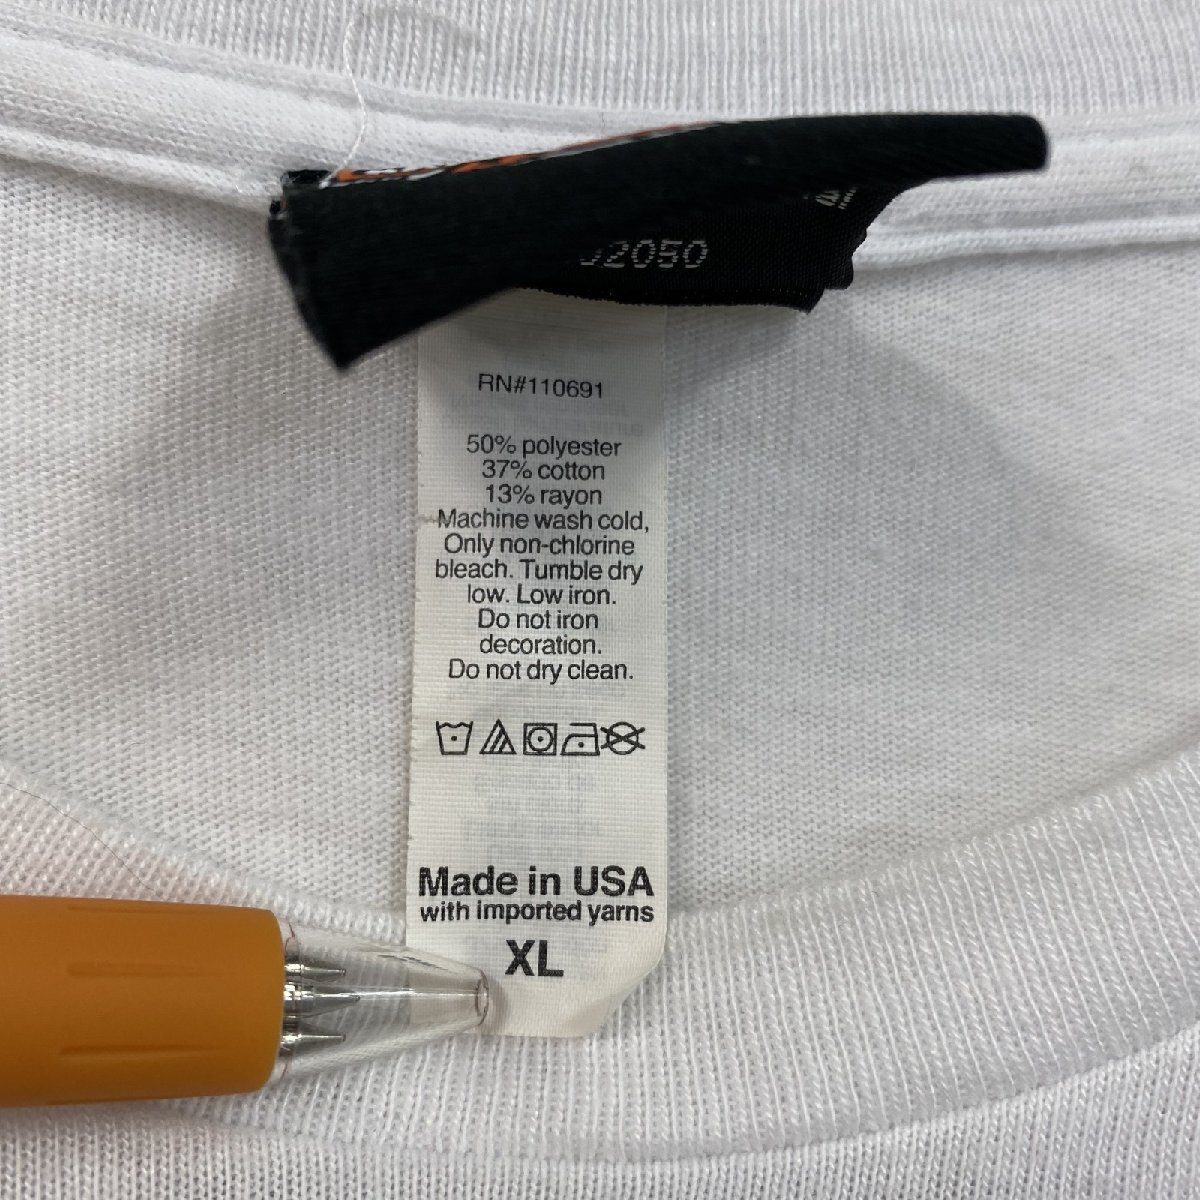 2050
RN#110691
50% polyester
37% cotton
13% rayon
Machine wash cold,
Only non-chlorine
bleach. Tumble dry
low. Low iron.
Do not iron
decoration.
Do not dry clean.
Made in USA
with imported yarns
XL